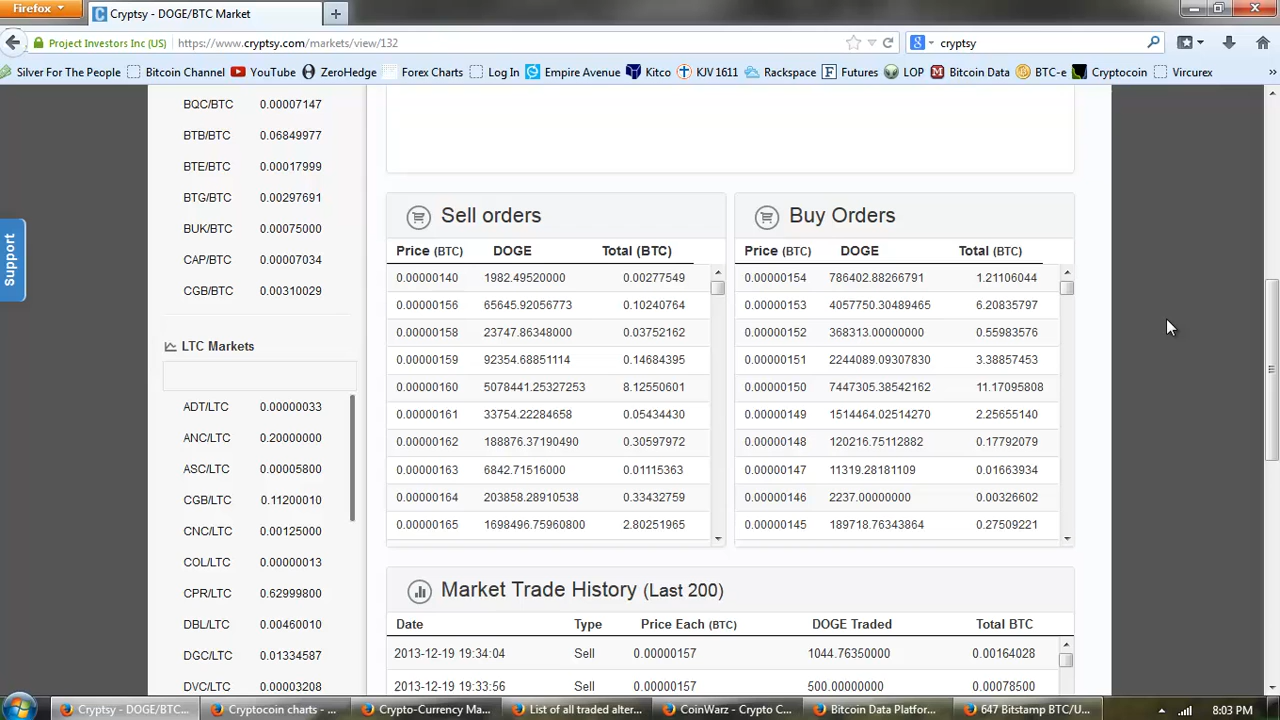 Firefox
Cryptsy - DOGE/BTC Market
Project Investors Inc (US)
https://www.cryptsy.com/markets/view/132
cryptsy
Silver For The People
Bitcoin Channel
YouTube
ZeroHedge
Forex Charts
Log In
Empire Avenue
Kitco
KJV 1611
Rackspace
Futures
LOP
Bitcoin Data
BTC-e
Cryptocoin
Vircurex
Support
BQC/BTC 0.00007147
BTB/BTC 0.06849977
BTE/BTC 0.00017999
BTG/BTC 0.00297691
BUK/BTC 0.00075000
CAP/BTC 0.00007034
CGB/BTC 0.00310029
LTC Markets
ADT/LTC 0.00000033
ANC/LTC 0.20000000
ASC/LTC 0.00005800
CGB/LTC 0.11200010
CNC/LTC 0.00125000
COL/LTC 0.00000013
CPR/LTC 0.62999800
DBL/LTC 0.00460010
DGC/LTC 0.01334587
DVC/LTC 0.00003208
Sell orders
Price (BTC) DOGE Total (BTC)
0.00000140 1982.49520000 0.00277549
0.00000156 65645.92056773 0.10240764
0.00000158 23747.86348000 0.03752162
0.00000159 92354.68851114 0.14684395
0.00000160 5078441.25327253 8.12550601
0.00000161 33754.22284658 0.05434430
0.00000162 188876.37190490 0.30597972
0.00000163 6842.71516000 0.01115363
0.00000164 203858.28910538 0.33432759
0.00000165 1698496.75960800 2.80251965
Buy Orders
Price (BTC) DOGE Total (BTC)
0.00000154 786402.88266791 1.21106044
0.00000153 4057750.30489465 6.20835797
0.00000152 368313.00000000 0.55983576
0.00000151 2244089.09307830 3.38857453
0.00000150 7447305.38542162 11.17095808
0.00000149 1514464.02514270 2.25655140
0.00000148 120216.75112882 0.17792079
0.00000147 11319.28181109 0.01663934
0.00000146 2237.00000000 0.00326602
0.00000145 189718.76343864 0.27509221
Market Trade History (Last 200)
Date Type Price Each (BTC) DOGE Traded Total BTC
2013-12-19 19:34:04 Sell 0.00000157 1044.76350000 0.00164028
2013-12-19 19:33:56 Sell 0.00000157 500.00000000 0.00078500
Cryptsy - DOGE/BTC...
Cryptocoin charts - ...
Crypto-Currency Ma...
List of all traded alter...
CoinWarz - Crypto C...
Bitcoin Data Platfor...
647 Bitstamp BTC/U...
8:03 PM